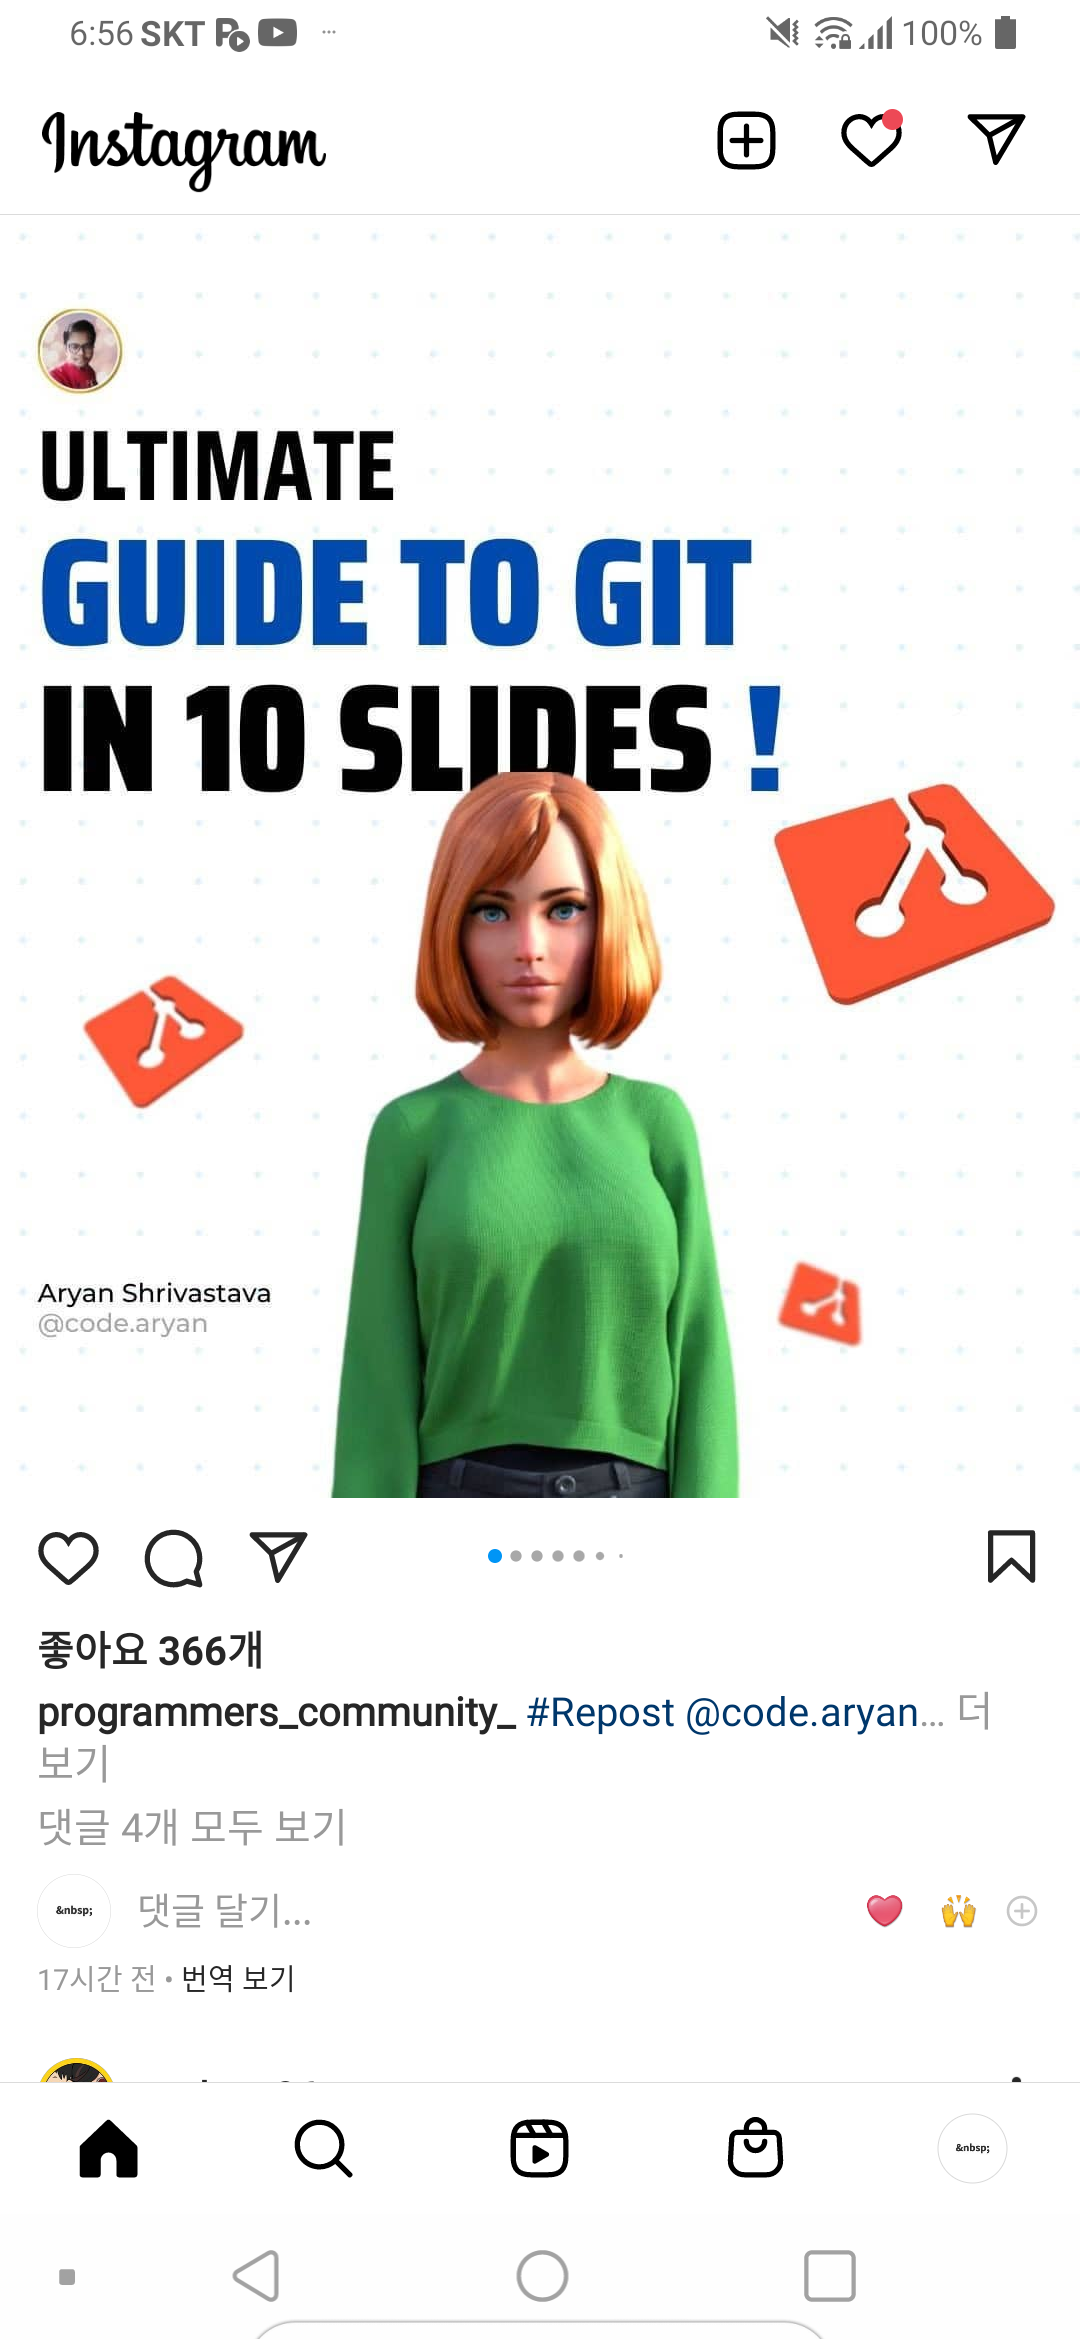 6:56 SKT
100%
Instagram
ULTIMATE
GUIDE TO GIT
IN 10 SLIDES !
Aryan Shrivastava
@code.aryan
좋아요 366개
programmers_community_ #Repost @code.aryan... 더
보기
댓글 4개 모두 보기
&nbsp;
댓글 달기...
17시간 전 • 번역 보기
&nbsp;